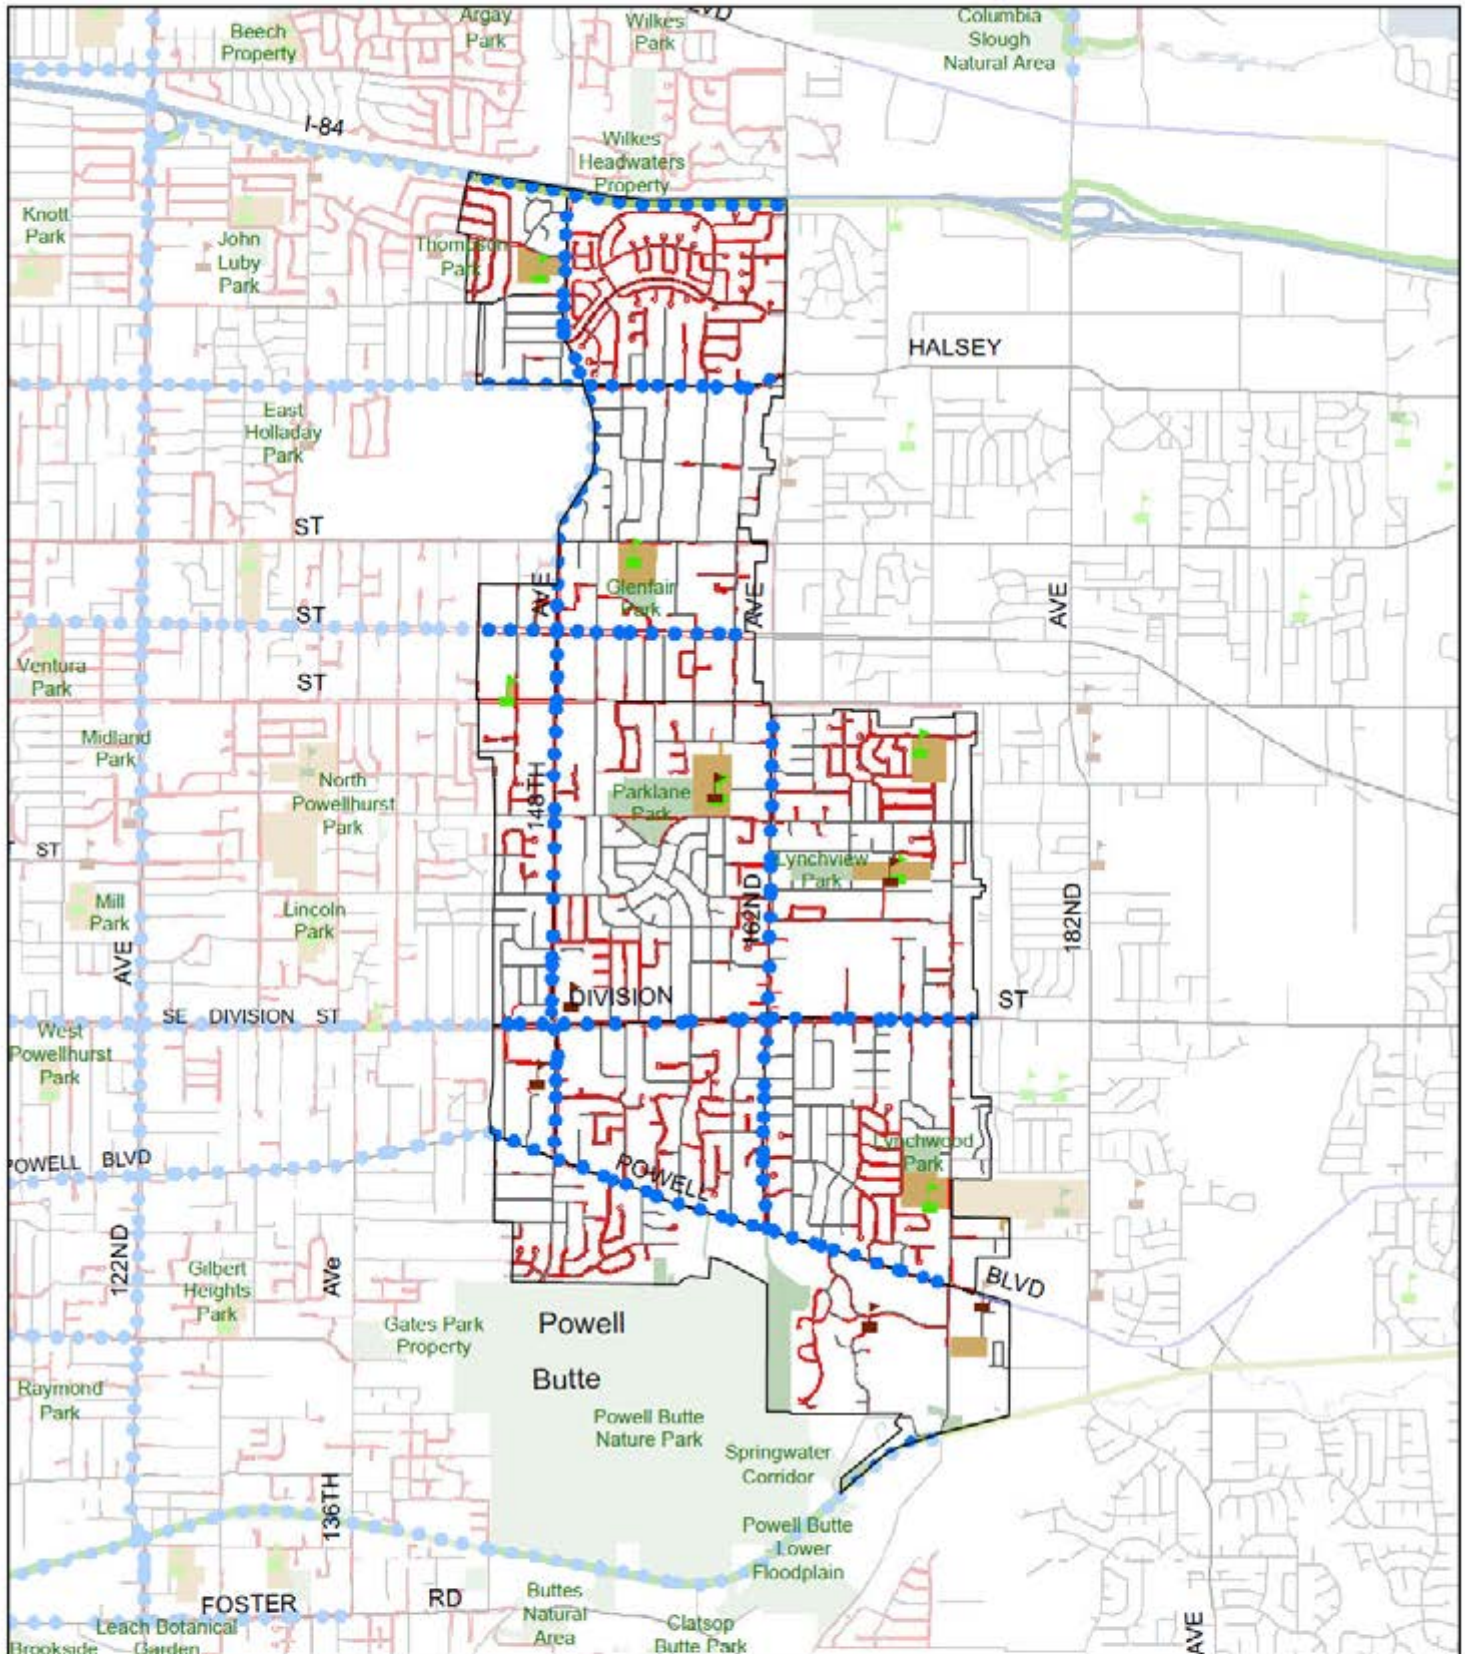 Beech
Property
Argay
Park
Wilkes
Park
Columbia
Slough
Natural Area
I-84
Wilkes
Headwaters
Property
Knott
Park
John
Luby
Park
Thompson
Park
HALSEY
East
Holladay
Park
ST
AVE
Glenfair
Park
AVE
AVE
ST
Ventura
Park
ST
Midland
Park
North
Powellhurst
Park
148TH
Parklane
Park
ST
Lynchview
Park
Mill
Park
Lincoln
Park
162ND
182ND
AVE
DIVISION
ST
SE DIVISION ST
West
Powellhurst
Park
Lynchwood
Park
POWELL BLVD
POWELL
122ND
Gilbert
Heights
Park
AVe
BLVD
Gates Park
Property
Powell
Butte
Raymond
Park
Powell Butte
Nature Park
Springwater
Corridor
136TH
Powell Butte
Lower
Floodplain
FOSTER
RD
Buttes
Natural
Area
Leach Botanical
Garden
Clatsop
Butte Park
Brookside
AVE